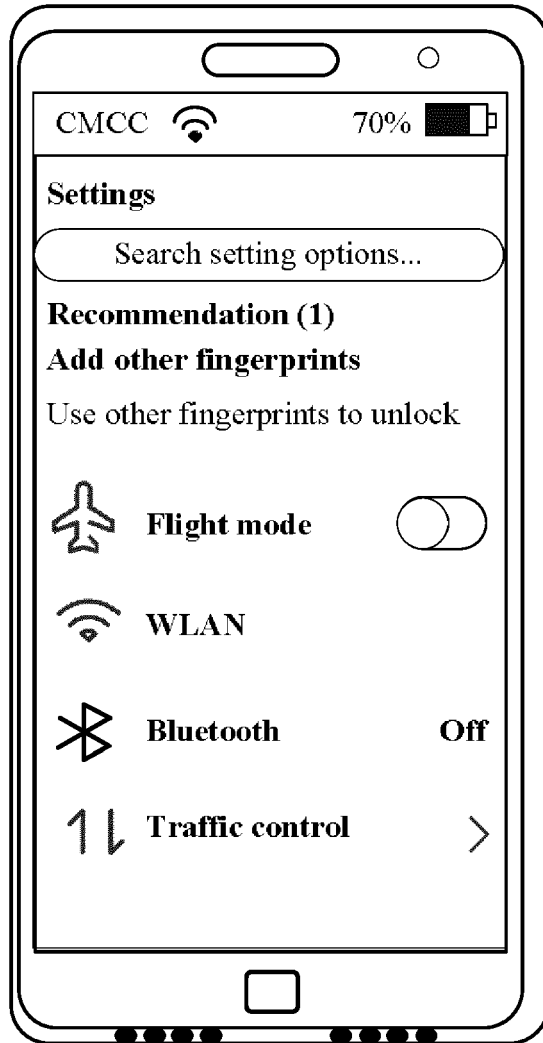 CMCC 70%
Settings
Search setting options...
Recommendation (1)
Add other fingerprints
Use other fingerprints to unlock
Flight mode
WLAN
Bluetooth Off
Traffic control